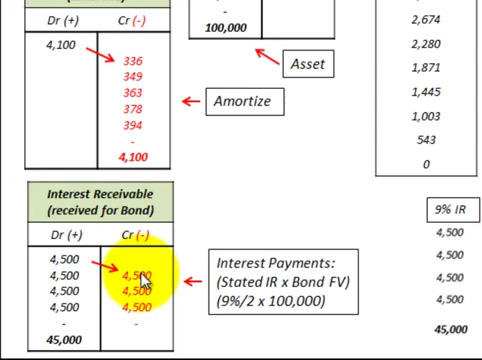 Dr (+) Cr (-)
4,100
336
349
363
378
394
-
4,100
-
100,000
Asset
Amortize
2,674
2,280
1,871
1,445
1,003
543
0
Interest Receivable
(received for Bond)
Dr (+) Cr (-)
4,500
4,500 4,500
4,500 4,500
4,500 4,500
- -
45,000
Interest Payments:
(Stated IR x Bond FV)
(9%/2 x 100,000)
9% IR
4,500
4,500
4,500
4,500
45,000